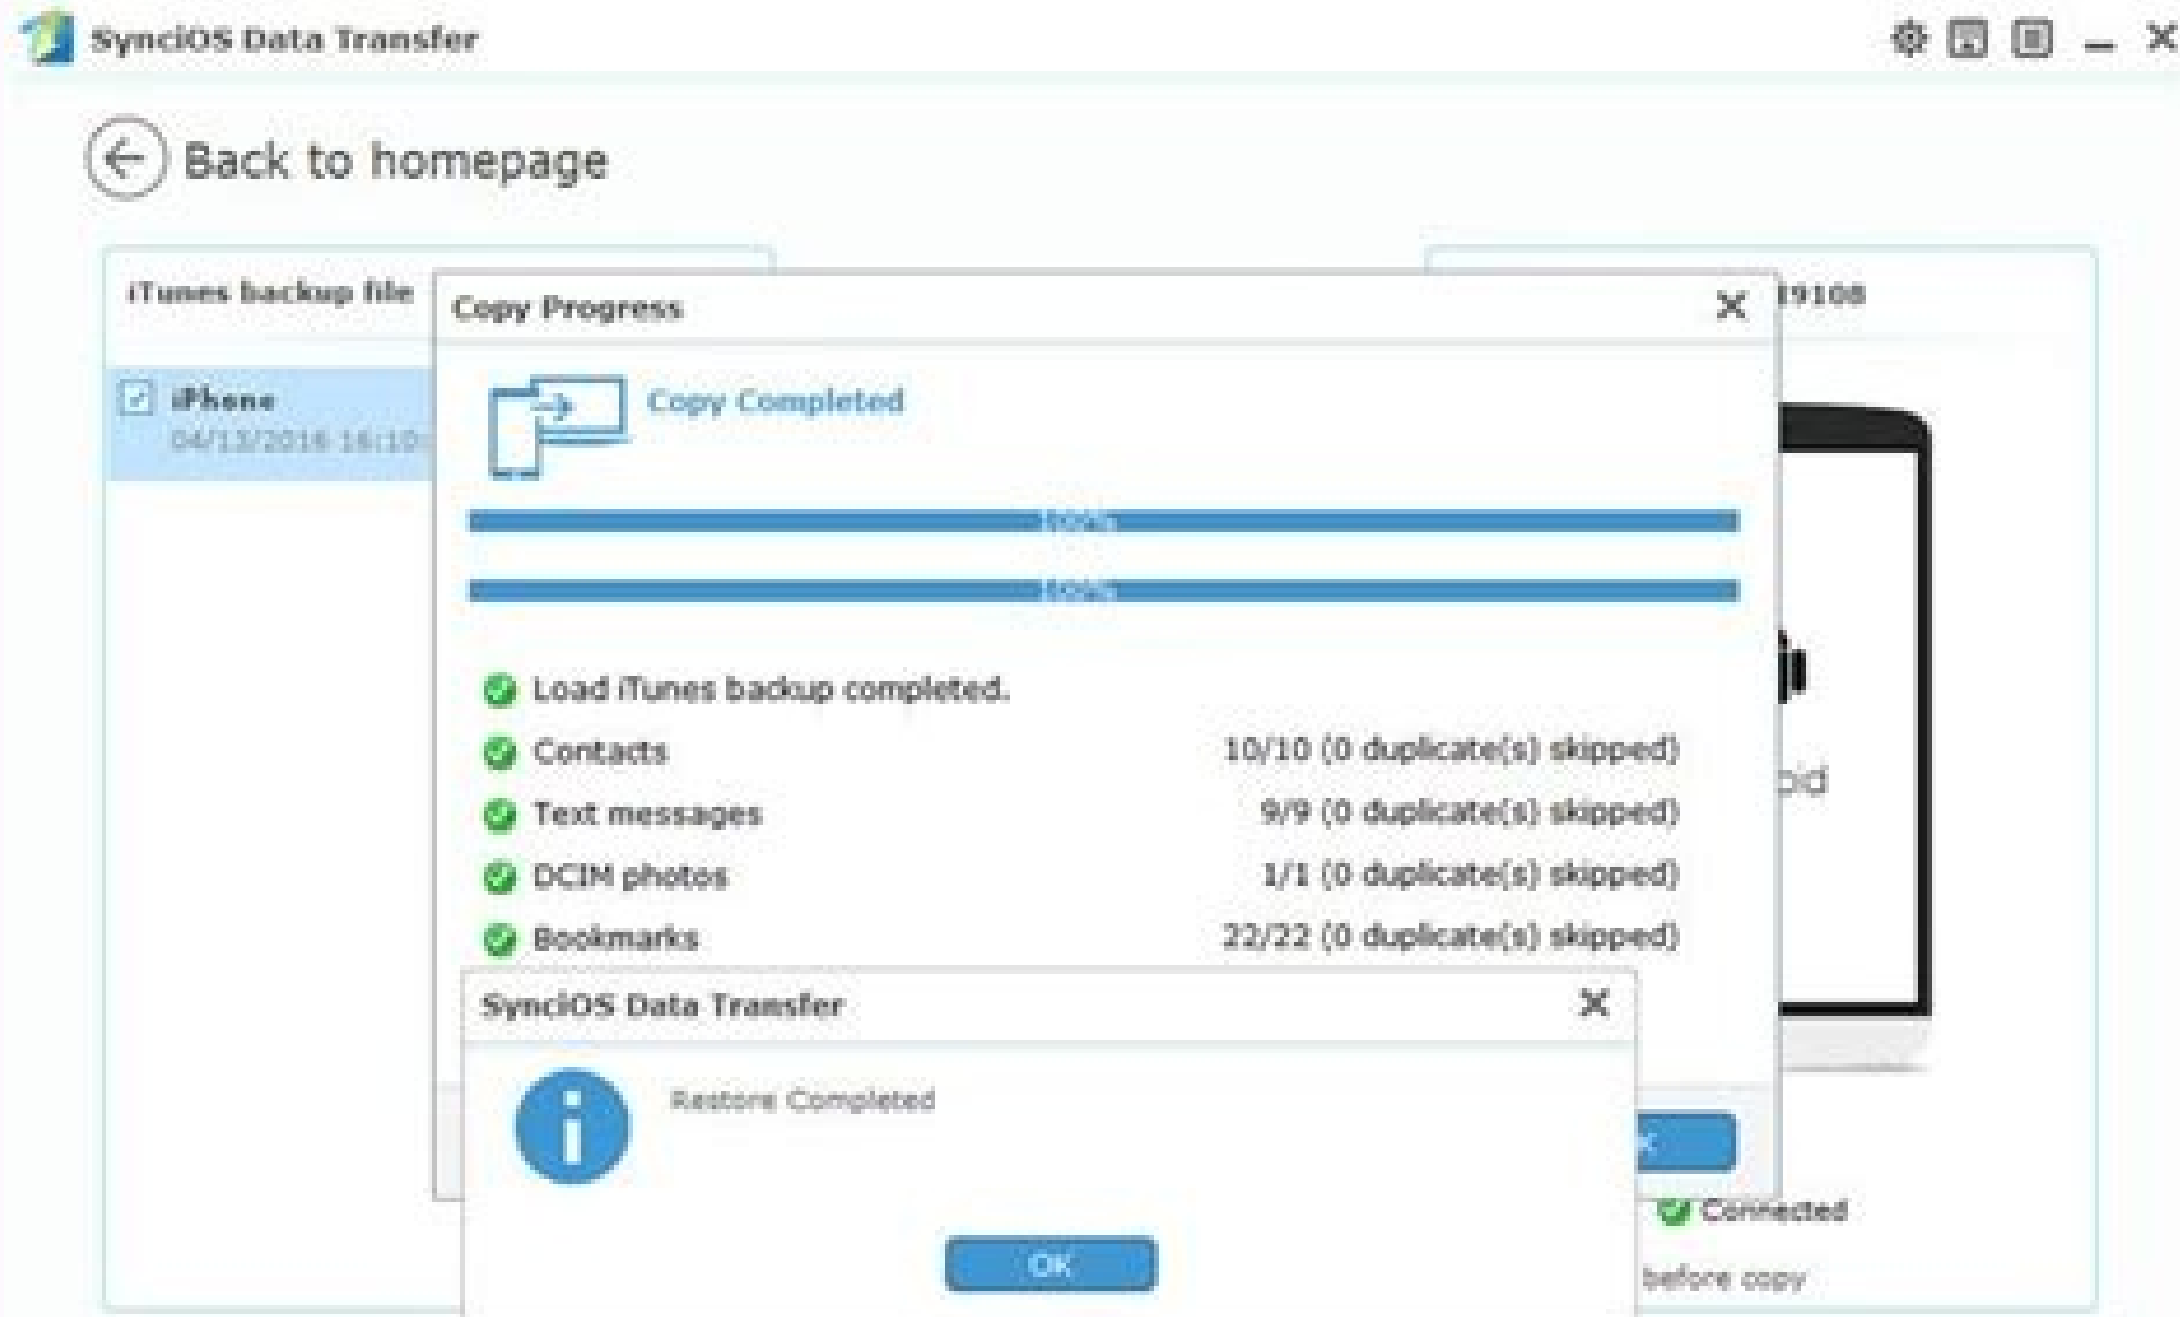 SynciOS Data Transfer
Back to homepage
iTunes backup file
iPhone
04/13/2016 16:10:
Copy Progress
Copy Completed
100%
100%
Load iTunes backup completed.
Contacts 10/10 (0 duplicate(s) skipped)
Text messages 9/9 (0 duplicate(s) skipped)
DCIM photos 1/1 (0 duplicate(s) skipped)
Bookmarks 22/22 (0 duplicate(s) skipped)
SynciOS Data Transfer
Restore Completed
OK
Connected
before copy